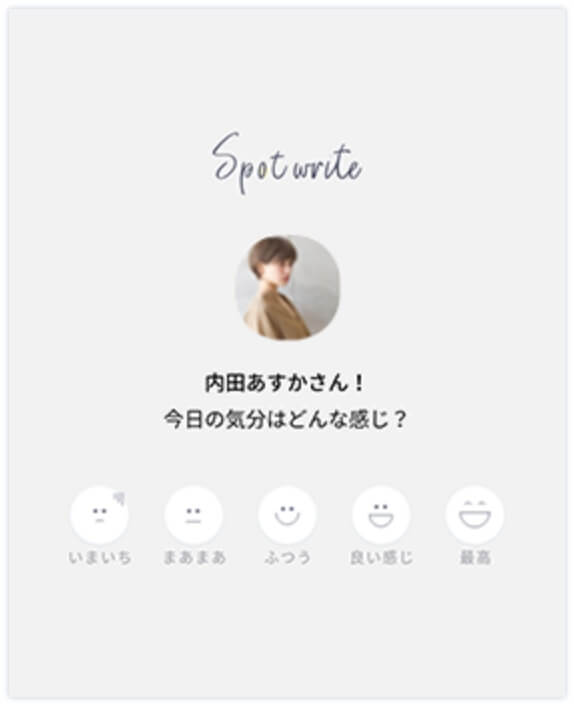 Spot write
内田あすかさん！
今日の気分はどんな感じ？
いまいち まあまあ ふつう 良い感じ 最高